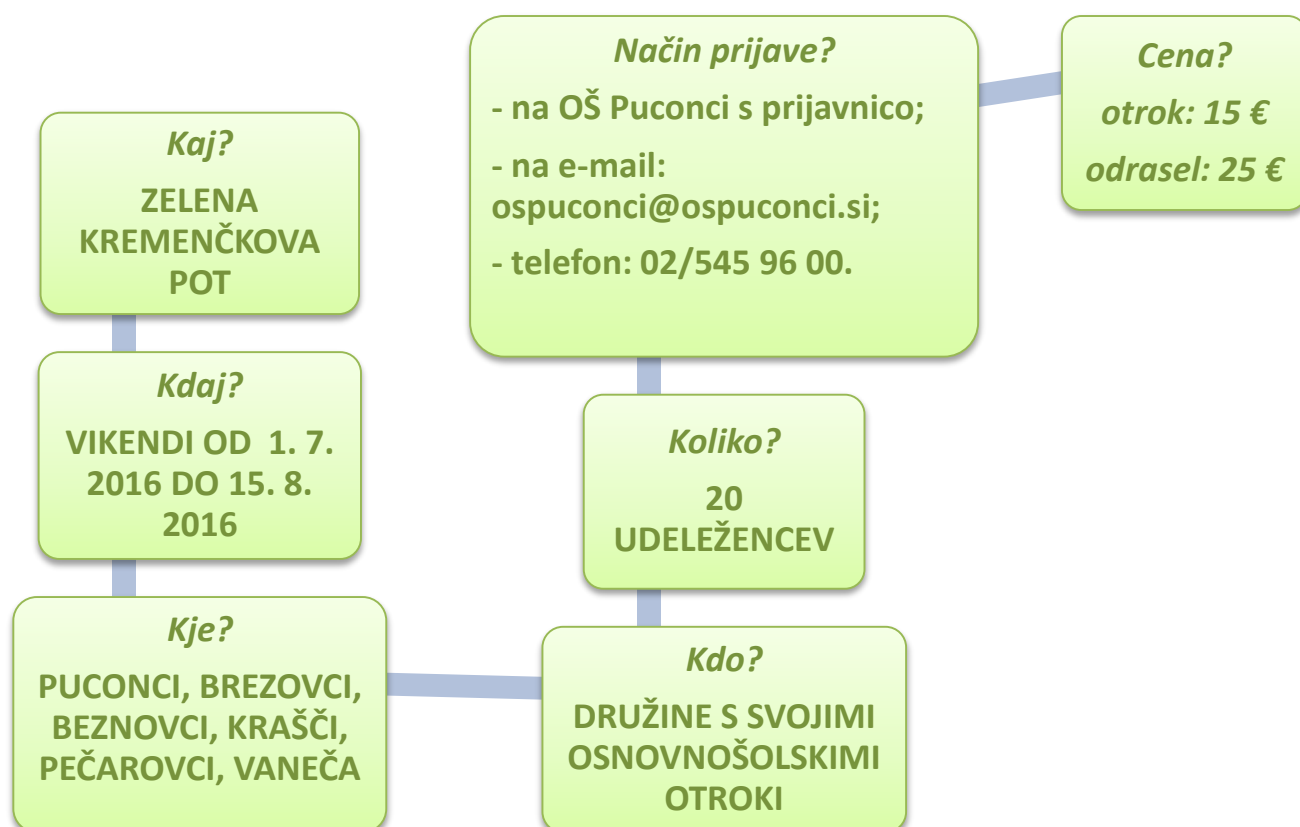 Kaj?
ZELENA
KREMENČKOVA
POT
Kdaj?
VIKENDI OD  1. 7.
2016 DO 15. 8.
2016
Kje?
PUCONCI, BREZOVCI,
BEZNOVCI, KRAŠČI,
PEČAROVCI, VANEČA
Kdo?
DRUŽINE S SVOJIMI
OSNOVNOŠOLSKIMI
OTROKI
Koliko?
20
UDELEŽENCEV
Način prijave?
- na OŠ Puconci s prijavnico;
- na e-mail:
ospuconci@ospuconci.si;
- telefon: 02/545 96 00.
Cena?
otrok: 15 €
odrasel: 25 €